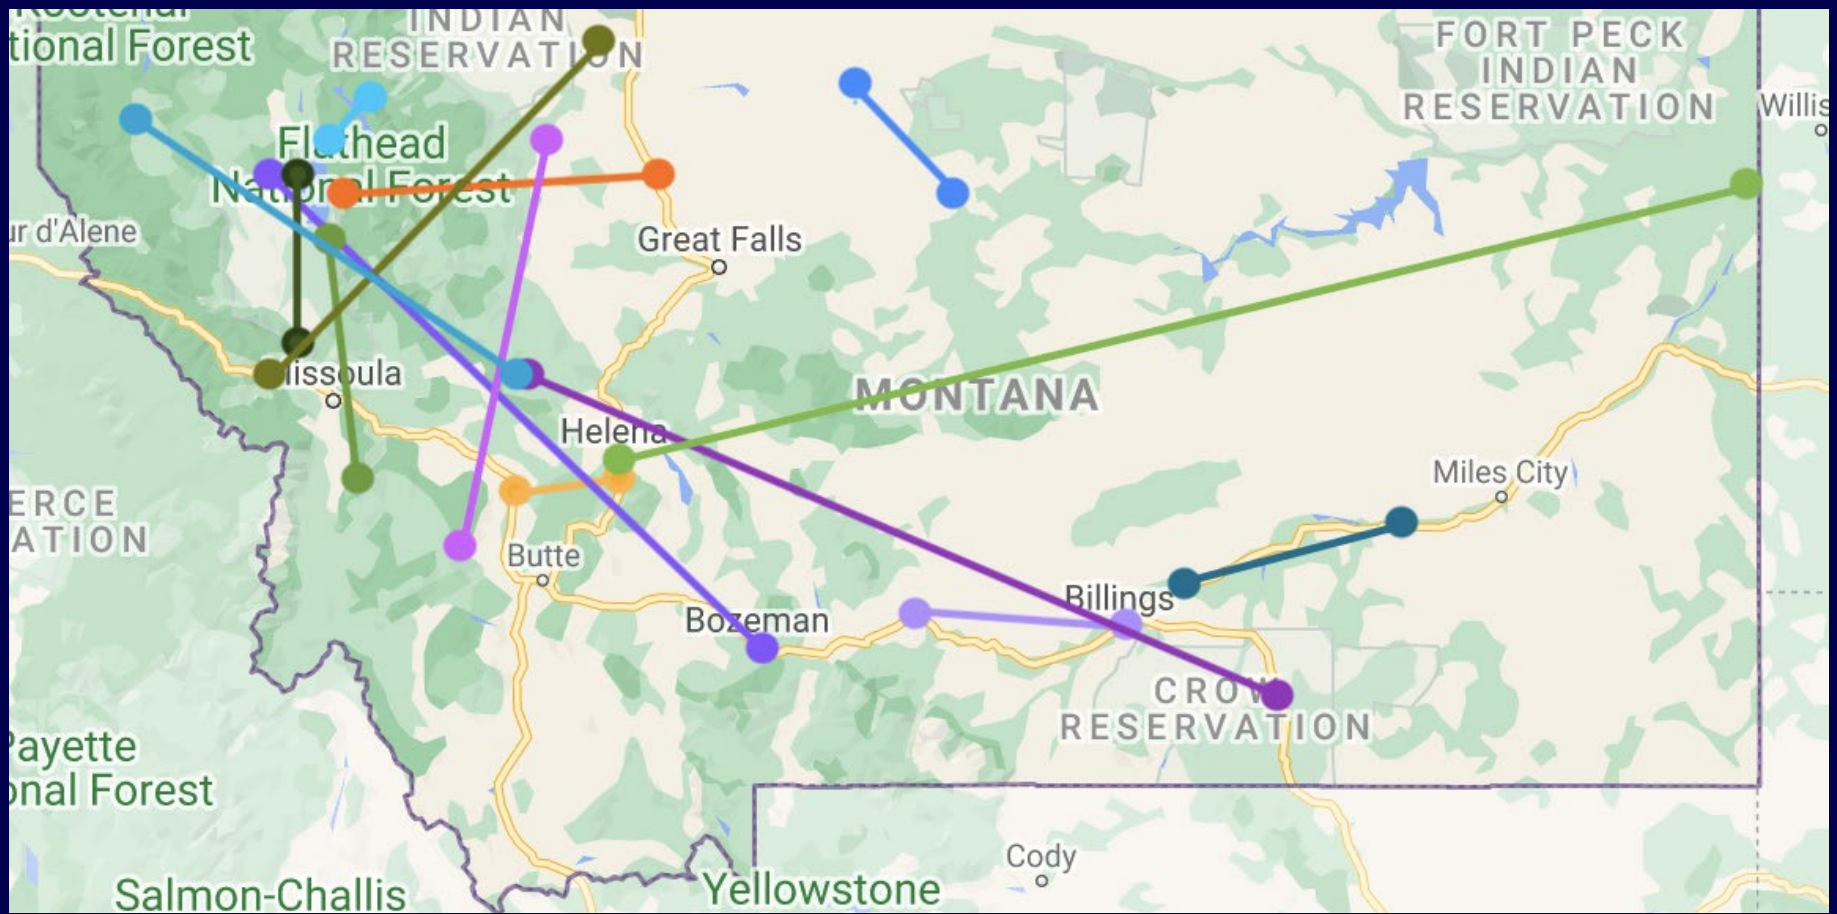 tional Forest
INDIAN
RESERVATION
FORT PECK
INDIAN
RESERVATION
Willis
Flathead
National Forest
ur d'Alene
Great Falls
lissoula
MONTANA
Helena
Miles City
ERCE
ATION
Butte
Billings
Bozeman
CROW
RESERVATION
Payette
onal Forest
Cody
Salmon-Challis
Yellowstone